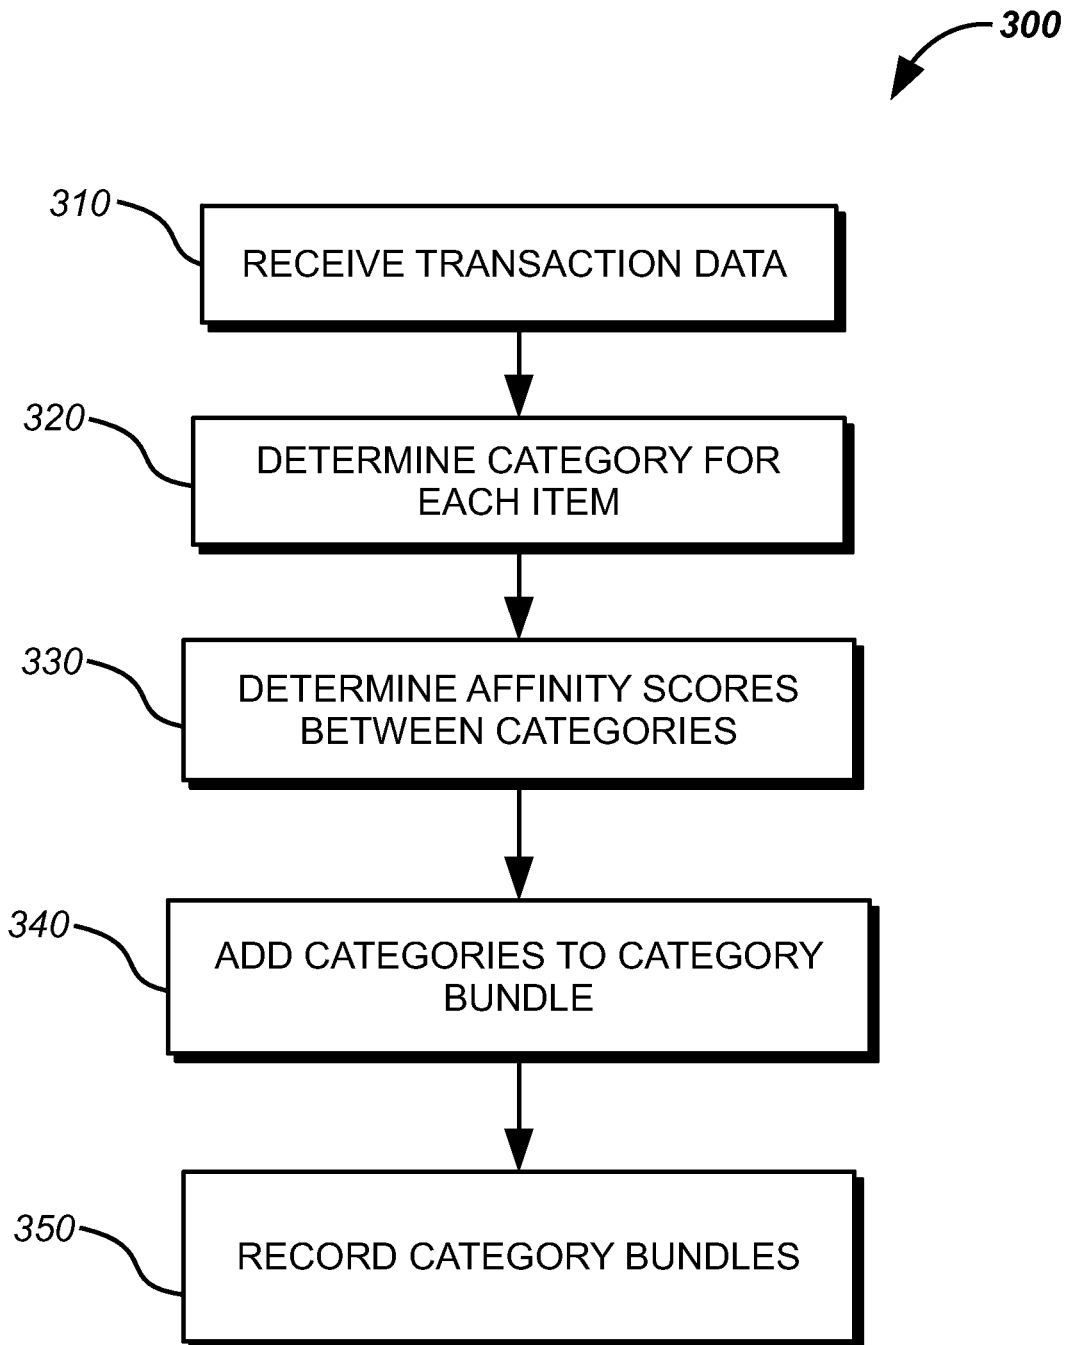 300
310
RECEIVE TRANSACTION DATA
320
DETERMINE CATEGORY FOR
EACH ITEM
330
DETERMINE AFFINITY SCORES
BETWEEN CATEGORIES
340
ADD CATEGORIES TO CATEGORY
BUNDLE
350
RECORD CATEGORY BUNDLES